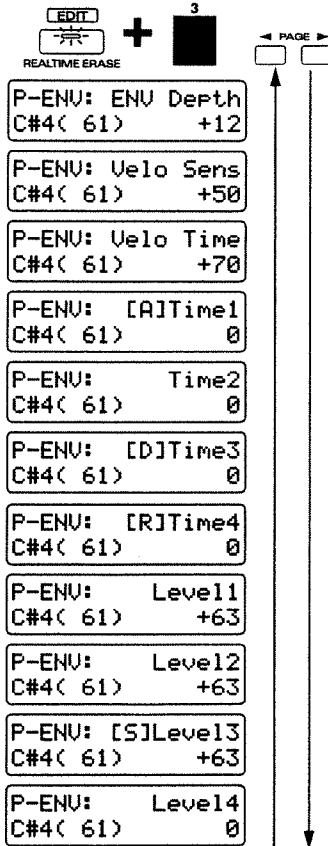 EDIT
REALTIME ERASE
+
3
◄ PAGE ►
P-ENV: ENV Depth
C#4( 61) +12
P-ENV: Velo Sens
C#4( 61) +50
P-ENV: Velo Time
C#4( 61) +70
P-ENV: [A]Time1
C#4( 61) 0
P-ENV: Time2
C#4( 61) 0
P-ENV: [D]Time3
C#4( 61) 0
P-ENV: [R]Time4
C#4( 61) 0
P-ENV: Level1
C#4( 61) +63
P-ENV: Level2
C#4( 61) +63
P-ENV: [S]Level3
C#4( 61) +63
P-ENV: Level4
C#4( 61) 0